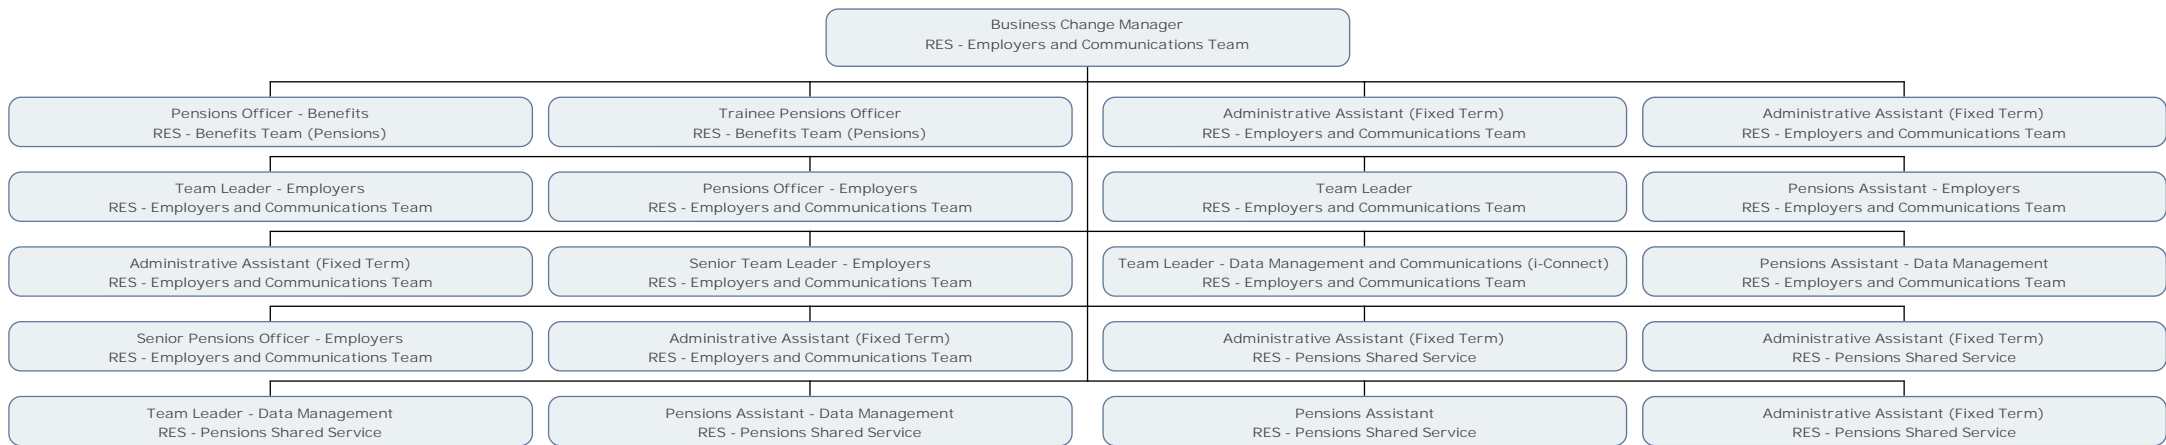 Business Change Manager
RES - Employers and Communications Team
Pensions Officer - Benefits
RES - Benefits Team (Pensions)
Trainee Pensions Officer
RES - Benefits Team (Pensions)
Administrative Assistant (Fixed Term)
RES - Employers and Communications Team
Administrative Assistant (Fixed Term)
RES - Employers and Communications Team
Team Leader - Employers
RES - Employers and Communications Team
Pensions Officer - Employers
RES - Employers and Communications Team
Team Leader
RES - Employers and Communications Team
Pensions Assistant - Employers
RES - Employers and Communications Team
Administrative Assistant (Fixed Term)
RES - Employers and Communications Team
Senior Team Leader - Employers
RES - Employers and Communications Team
Team Leader - Data Management and Communications (i-Connect)
RES - Employers and Communications Team
Pensions Assistant - Data Management
RES - Employers and Communications Team
Senior Pensions Officer - Employers
RES - Employers and Communications Team
Administrative Assistant (Fixed Term)
RES - Employers and Communications Team
Administrative Assistant (Fixed Term)
RES - Pensions Shared Service
Administrative Assistant (Fixed Term)
RES - Pensions Shared Service
Team Leader - Data Management
RES - Pensions Shared Service
Pensions Assistant - Data Management
RES - Pensions Shared Service
Pensions Assistant
RES - Pensions Shared Service
Administrative Assistant (Fixed Term)
RES - Pensions Shared Service